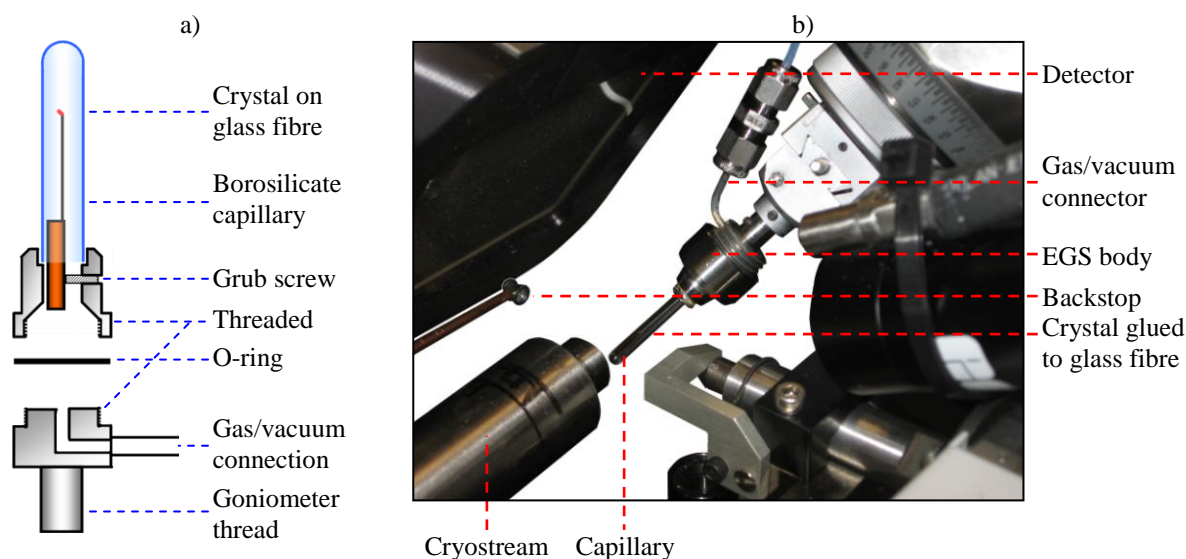 a)
Crystal on
glass fibre
Borosilicate
capillary
Grub screw
Threaded
O-ring
Gas/vacuum
connection
Goniometer
thread
b)
Detector
Gas/vacuum
connector
EGS body
Backstop
Crystal glued
to glass fibre
Cryostream
Capillary